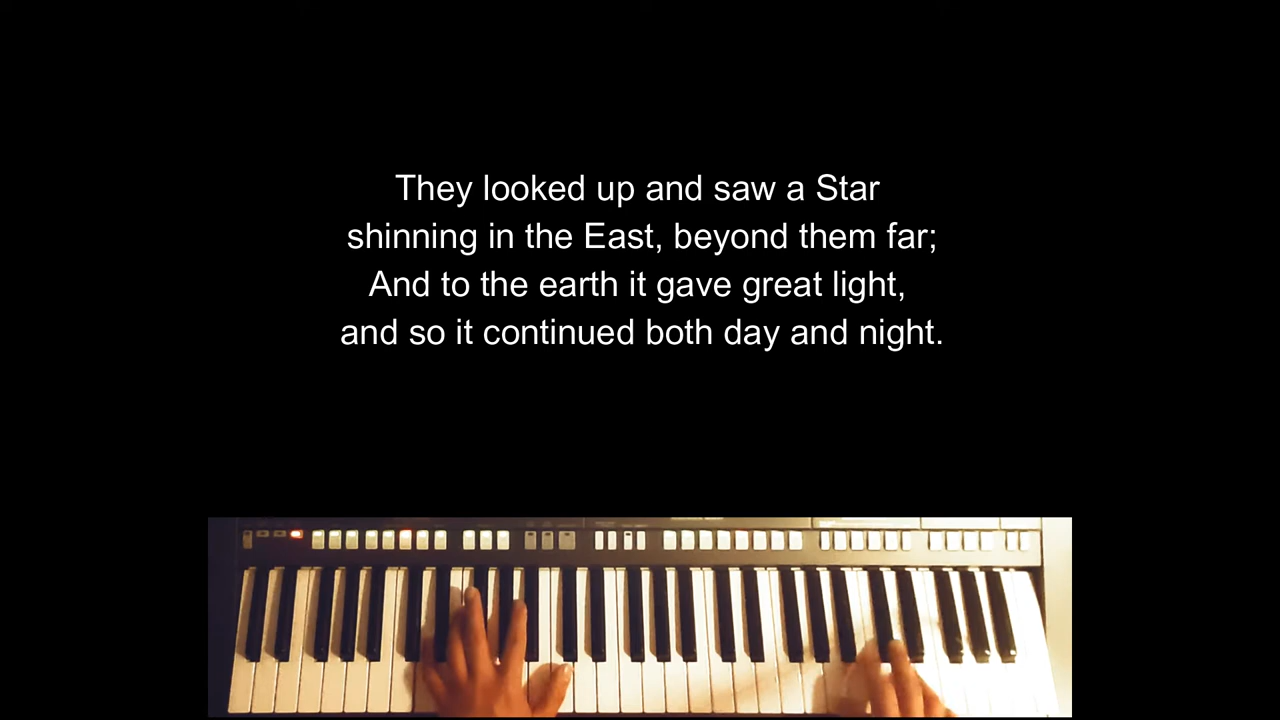 They looked up and saw a Star
shinning in the East, beyond them far;
And to the earth it gave great light,
and so it continued both day and night.